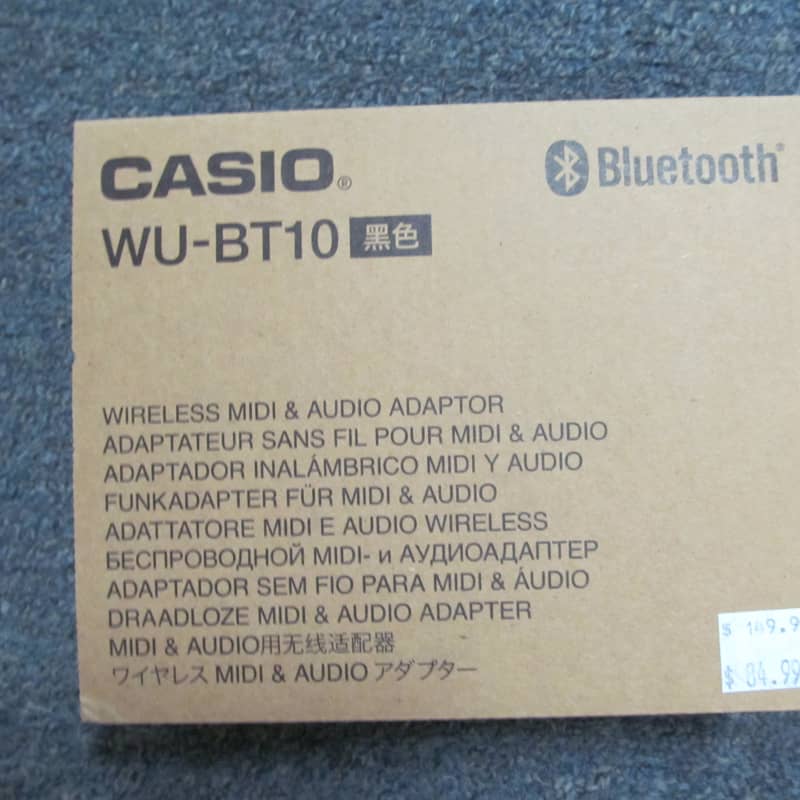 CASIO®
Bluetooth®
WU-BT10 黑色
WIRELESS MIDI & AUDIO ADAPTOR
ADAPTATEUR SANS FIL POUR MIDI & AUDIO
ADAPTADOR INALÁMBRICO MIDI Y AUDIO
FUNKADAPTER FÜR MIDI & AUDIO
ADATTATORE MIDI E AUDIO WIRELESS
БЕСПРОВОДНОЙ MIDI- и АУДИОАДАПТЕР
ADAPTADOR SEM FIO PARA MIDI & ÁUDIO
DRAADLOZE MIDI & AUDIO ADAPTER
MIDI & AUDIO用无线适配器
ワイヤレス MIDI & AUDIO アダプター
$ 84.99